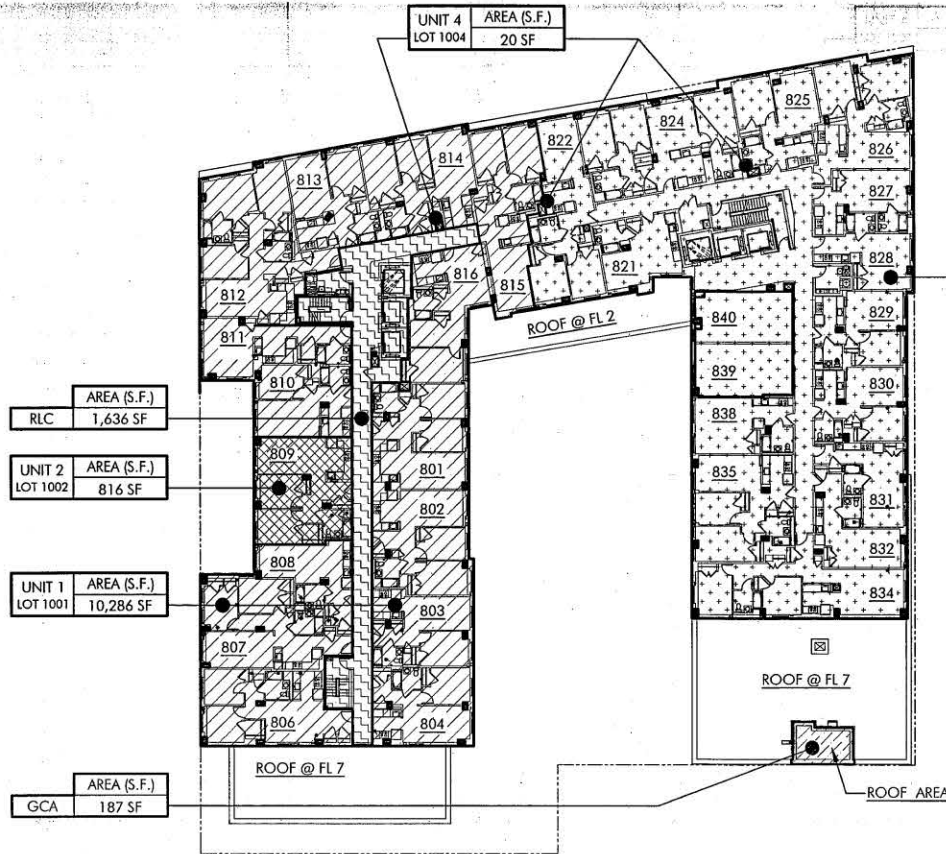 UNIT 4 AREA (S.F.)
LOT 1004 20 SF
825
824
822
826
814
813
827
828
816
821
815
812
829
840
ROOF @ FL 2
811
839
830
810
AREA (S.F.)
RLC 1,636 SF
838
809
801
UNIT 2 AREA (S.F.)
LOT 1002 816 SF
835
831
802
832
808
UNIT 1 AREA (S.F.)
LOT 1001 10,286 SF
834
803
807
ROOF @ FL 7
806
804
ROOF @ FL 7
AREA (S.F.)
GCA 187 SF
ROOF AREA